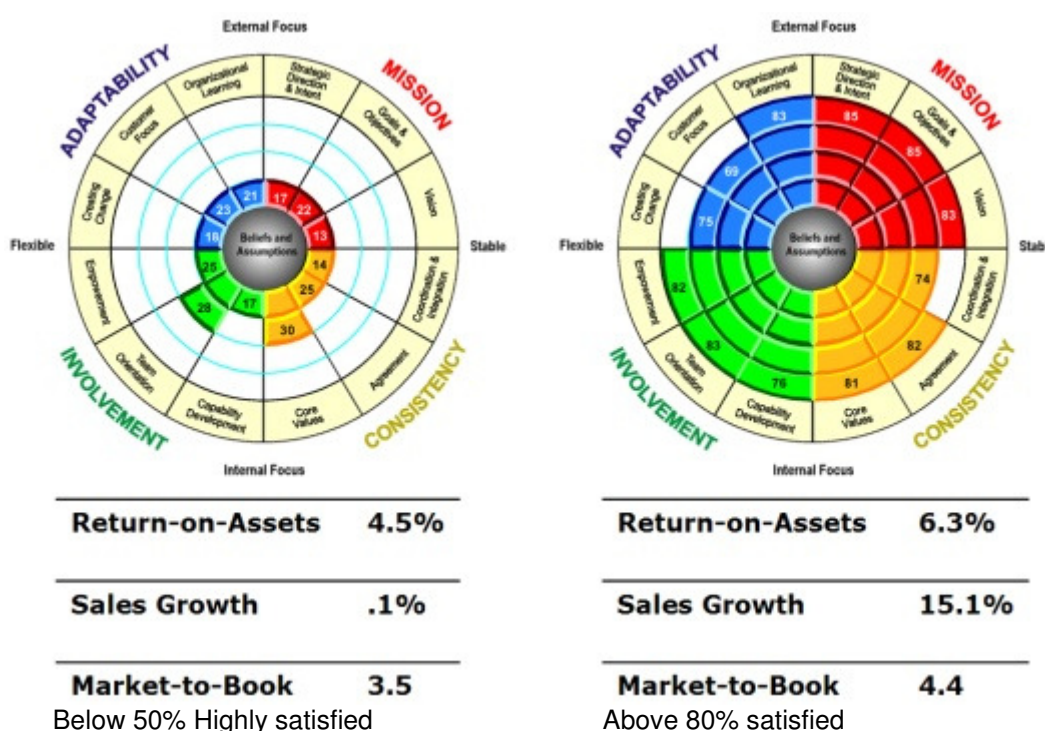 External Focus
ADAPTABILITY
MISSION
Organizational
Learning
Strategic
Direction
& Intent
Customer
Focus
Goals &
Objectives
Creating
Change
Vision
21
17
23
22
18
13
Flexible
Beliefs and
Assumptions
Stable
25
14
28
17
25
30
Empowerment
Coordination &
Integration
Team
Orientation
Agreement
Capability
Development
Core
Values
INVOLVEMENT
CONSISTENCY
Internal Focus
Return-on-Assets 4.5%
Sales Growth .1%
Market-to-Book 3.5
Below 50% Highly satisfied
External Focus
ADAPTABILITY
MISSION
Organizational
Learning
Strategic
Direction
& Intent
Customer
Focus
Goals &
Objectives
Creating
Change
Vision
83
85
69
85
75
83
Flexible
Beliefs and
Assumptions
Stab
82
74
83
82
76
81
Empowerment
Coordination &
Integration
Team
Orientation
Agreement
Capability
Development
Core
Values
INVOLVEMENT
CONSISTENCY
Internal Focus
Return-on-Assets 6.3%
Sales Growth 15.1%
Market-to-Book 4.4
Above 80% satisfied